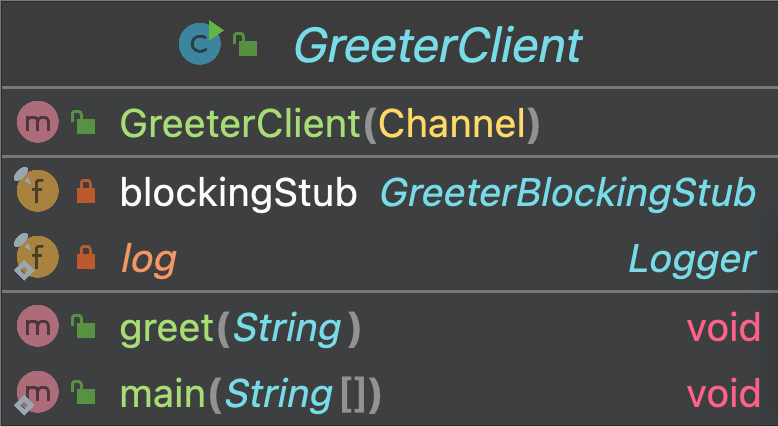 GreeterClient
GreeterClient(Channel)
blockingStub GreeterBlockingStub
log Logger
greet(String) void
main(String[]) void